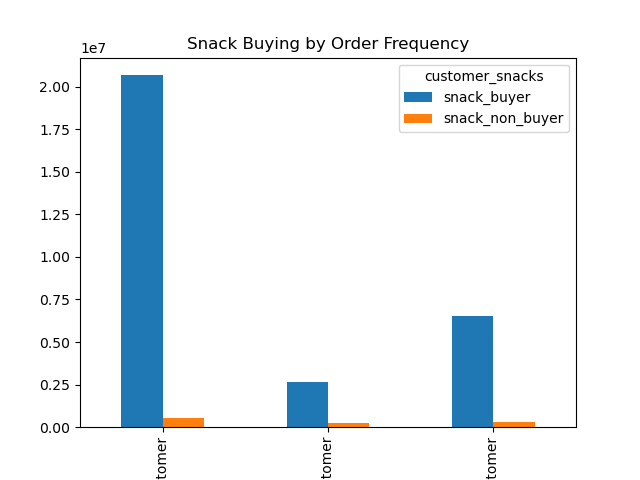 Snack Buying by Order Frequency
1e7
customer_snacks
snack_buyer
snack_non_buyer
2.00
1.75
1.50
1.25
1.00
0.75
0.50
0.25
0.00
tomer
tomer
tomer